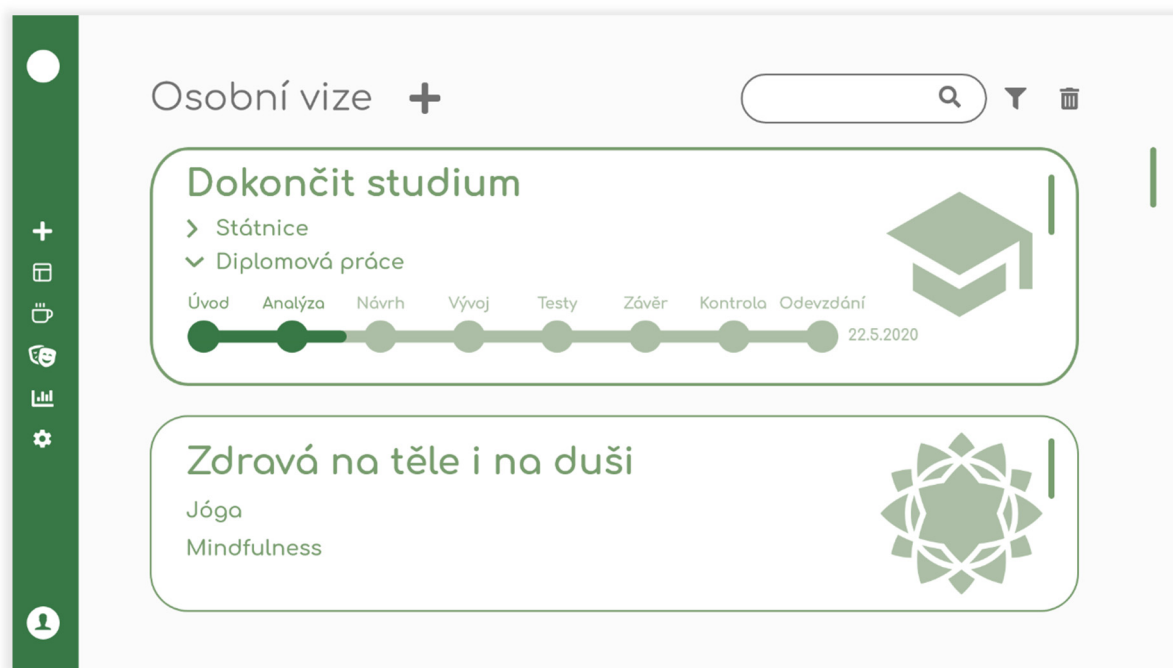 Osobní vize
Dokončit studium
Státnice
Diplomová práce
Úvod Analýza Návrh Vývoj Testy Závěr Kontrola Odevzdání
22.5.2020
Zdravá na těle i na duši
Jóga
Mindfulness